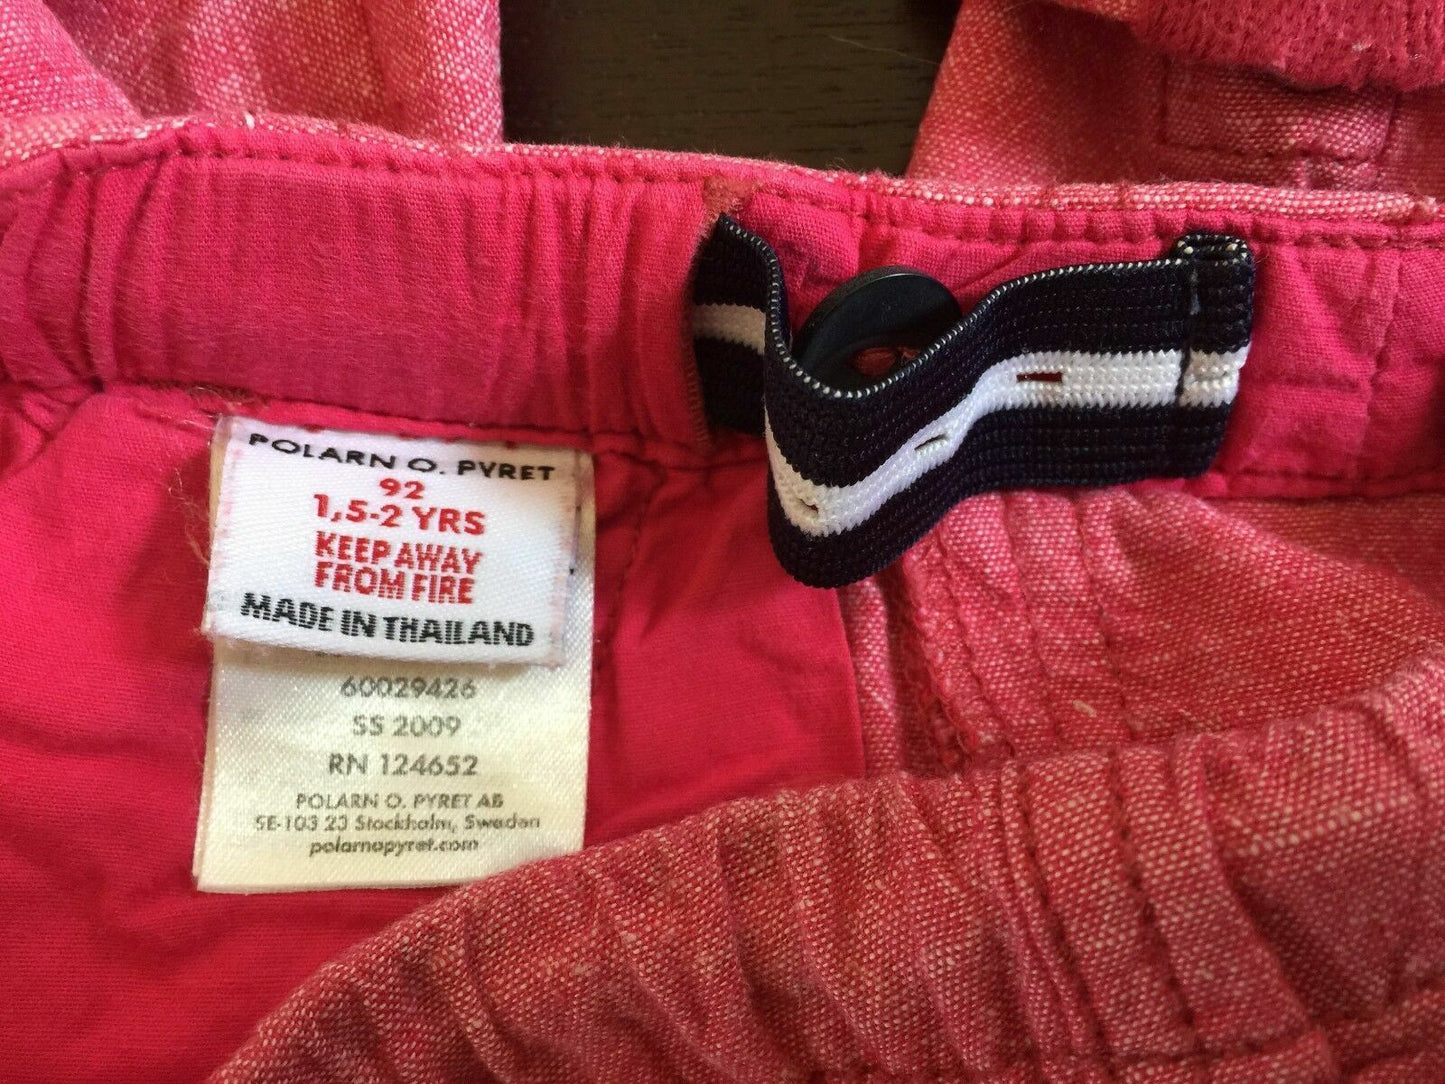 POLARN O. PYRET
92
1,5-2 YRS
KEEP AWAY
FROM FIRE
MADE IN THAILAND
60029426
SS 2009
RN 124652
POLARN O. PYRET AB
SE-103 23 Stockholm, Sweden
polarnopyret.com